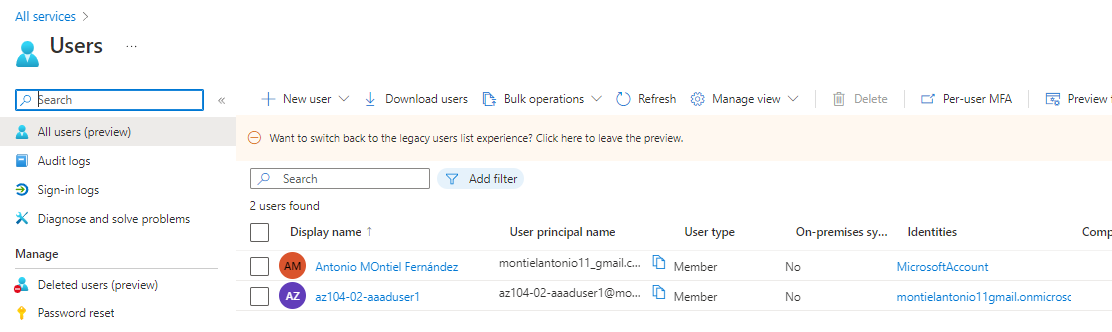 All services >
Users ...
Search «
New user Download users Bulk operations Refresh Manage view Delete Per-user MFA Preview
All users (preview)
Want to switch back to the legacy users list experience? Click here to leave the preview.
Audit logs
Sign-in logs
Search Add filter
Diagnose and solve problems
2 users found
Display name ↑ User principal name User type On-premises sy... Identities Comp
Manage
AM Antonio MOntiel Fernández montielantonio11_gmail.c... Member No MicrosoftAccount
Deleted users (preview)
AZ az104-02-aaaduser1 az104-02-aaaduser1@mo... Member No montielantonio11gmail.onmicrosc
Password reset